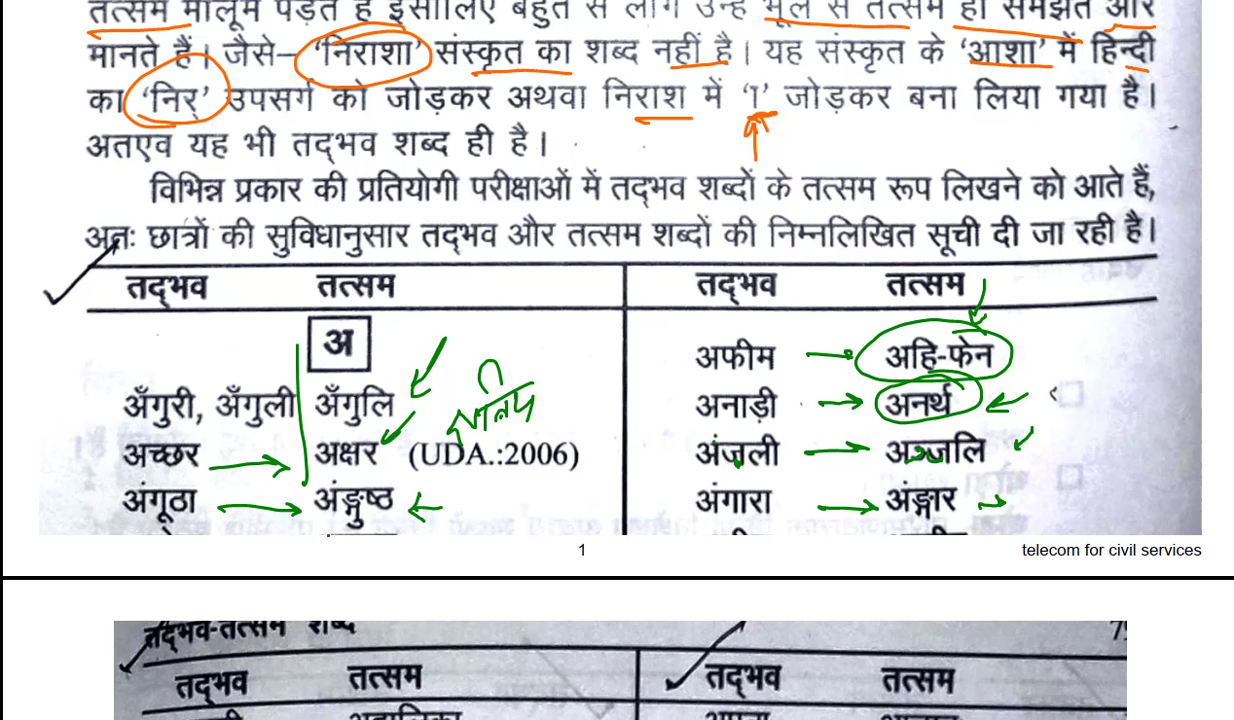 तत्सम मालूम पड़ते हैं इसीलिए बहुत से लोग उन्हें भूल से तत्सम ही समझते और
मानते हैं। जैसे– ‘निराशा’ संस्कृत का शब्द नहीं है। यह संस्कृत के ‘आशा’ में हिन्दी
का ‘निर्’ उपसर्ग को जोड़कर अथवा निराश में ‘ा’ जोड़कर बना लिया गया है।
अतएव यह भी तद्भव शब्द ही है।
विभिन्न प्रकार की प्रतियोगी परीक्षाओं में तद्भव शब्दों के तत्सम रूप लिखने को आते हैं,
अतः छात्रों की सुविधानुसार तद्भव और तत्सम शब्दों की निम्नलिखित सूची दी जा रही है।
तद्भव तत्सम तद्भव तत्सम
अ
अफीम अहि-फेन
अँगुरी, अँगुली अँगुलि अनाड़ी अनर्थ
अच्छर अक्षर (UDA.:2006) अंजली अञ्जलि
अंगूठा अंङ्गुष्ठ अंगारा अंङ्गार
1 telecom for civil services
तद्भव-तत्सम शब्द
तद्भव तत्सम तद्भव तत्सम